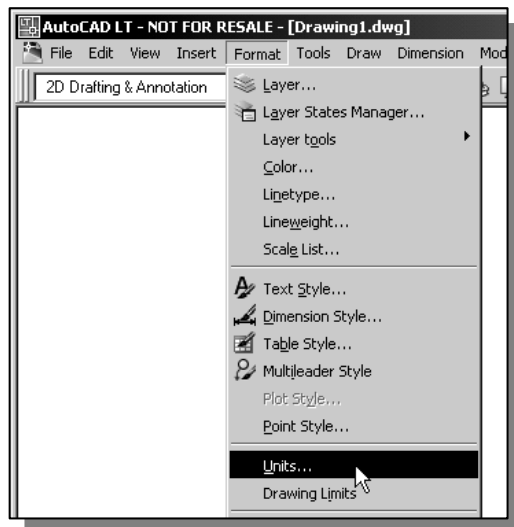 AutoCAD LT - NOT FOR RESALE - [Drawing1.dwg]
File Edit View Insert Format Tools Draw Dimension Mod
2D Drafting & Annotation
Layer...
Layer States Manager...
Layer tools
Color...
Linetype...
Lineweight...
Scale List...
Text Style...
Dimension Style...
Table Style...
Multileader Style
Plot Style...
Point Style...
Units...
Drawing Limits